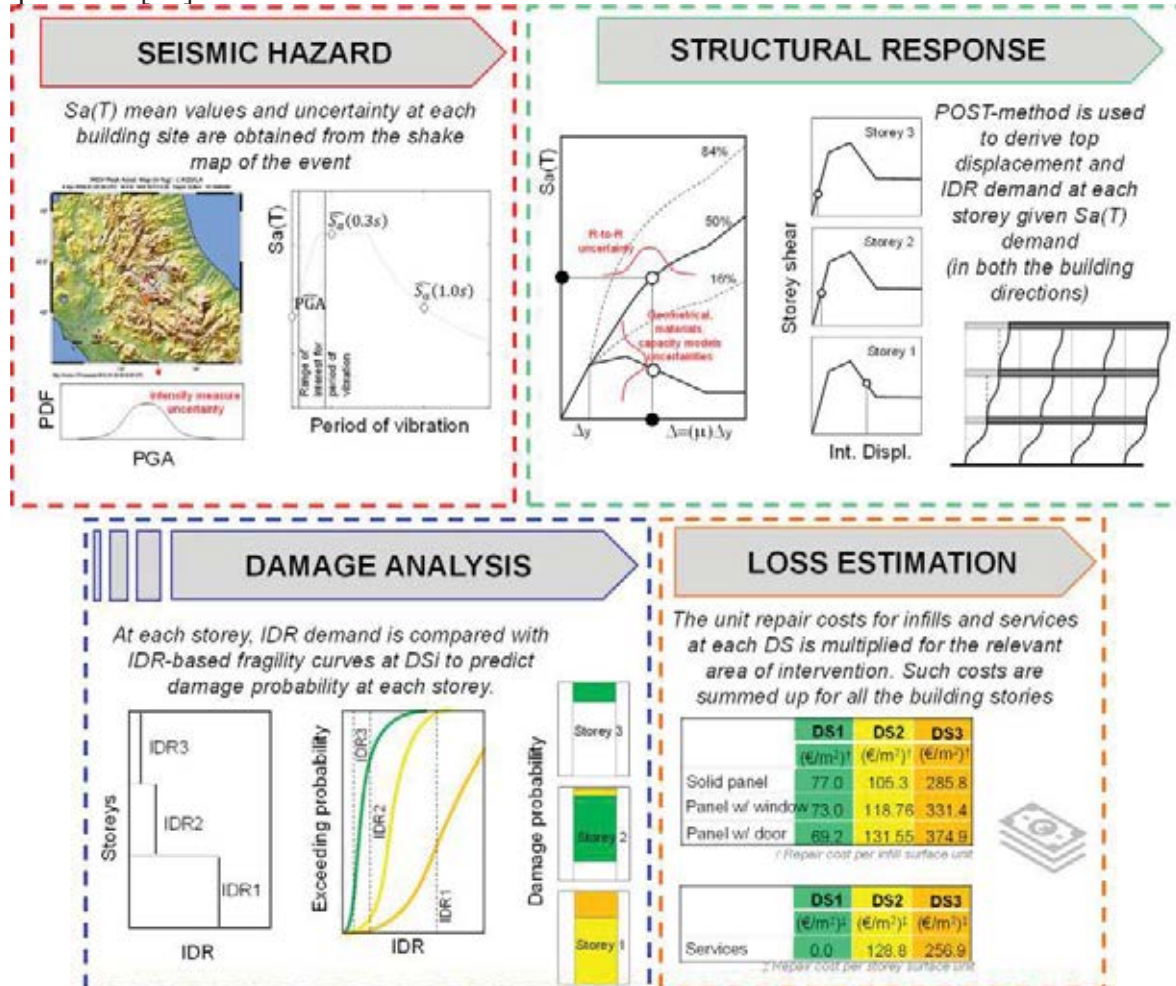 SEISMIC HAZARD
Sa(T) mean values and uncertainty at each
building site are obtained from the shake
map of the event
Sa(T)
S̄a(0.3s)
S̄a(1.0s)
PGA
Range of
interest for
period of
vibration
Period of vibration
PDF
intensity measure
uncertainty
PGA
STRUCTURAL RESPONSE
Sa(T)
84%
50%
16%
R-to-R
uncertainty
Geometrical,
materials
capacity models
uncertainties
Δy
Δ=(μ)Δy
Storey shear
Storey 3
Storey 2
Storey 1
Int. Displ.
POST-method is used
to derive top
displacement and
IDR demand at each
storey given Sa(T)
demand
(in both the building
directions)
DAMAGE ANALYSIS
At each storey, IDR demand is compared with
IDR-based fragility curves at DSi to predict
damage probability at each storey.
Storeys
IDR3
IDR2
IDR1
IDR
Exceeding probability
IDR3
IDR2
IDR1
IDR
Damage probability
Storey 3
Storey 2
Storey 1
LOSS ESTIMATION
The unit repair costs for infills and services
at each DS is multiplied for the relevant
area of intervention. Such costs are
summed up for all the building stories
DS1 DS2 DS3
(€/m²)† (€/m²)† (€/m²)†
Solid panel 77.0 105.3 285.8
Panel w/ window 73.0 118.76 331.4
Panel w/ door 69.2 131.55 374.9
† Repair cost per infill surface unit
DS1 DS2 DS3
(€/m²)‡ (€/m²)‡ (€/m²)‡
Services 0.0 128.8 256.9
‡ Repair cost per storey surface unit